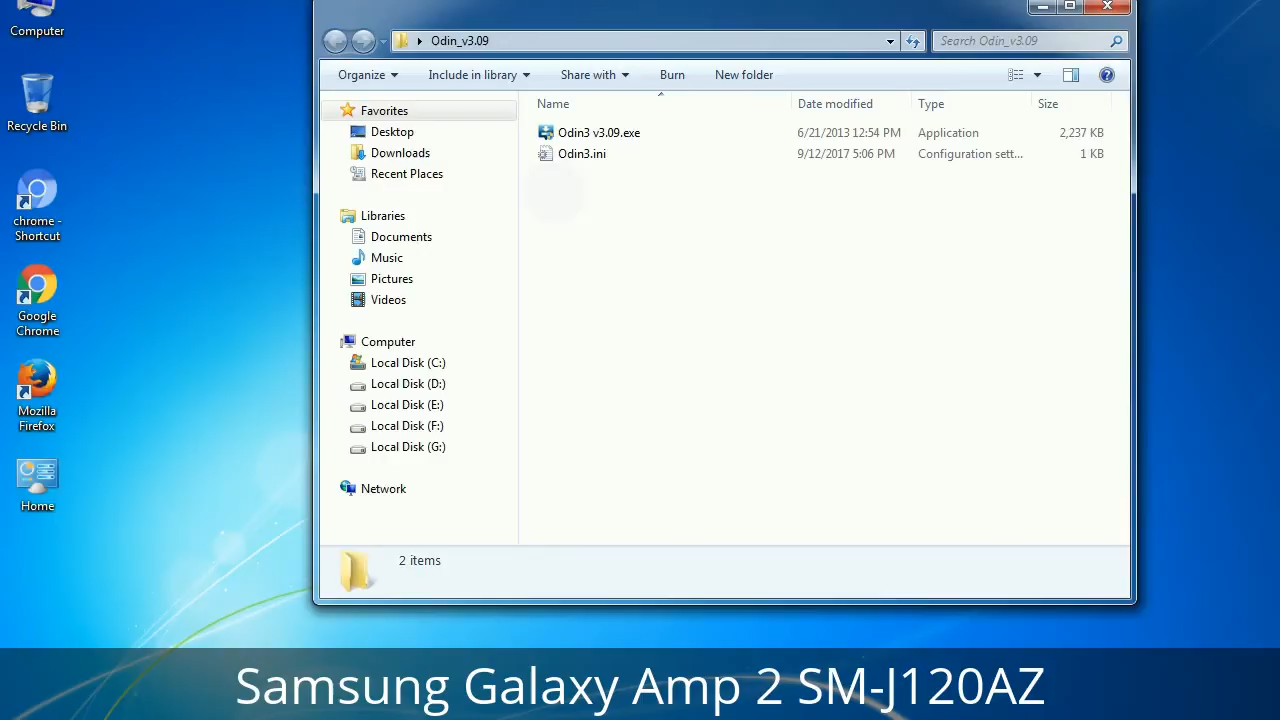 Computer
Recycle Bin
chrome -
Shortcut
Google
Chrome
Mozilla
Firefox
Home
Odin_v3.09
Search Odin_v3.09
Organize
Include in library
Share with
Burn
New folder
Name
Date modified
Type
Size
Odin3 v3.09.exe
6/21/2013 12:54 PM
Application
2,237 KB
Odin3.ini
9/12/2017 5:06 PM
Configuration sett...
1 KB
Favorites
Desktop
Downloads
Recent Places
Libraries
Documents
Music
Pictures
Videos
Computer
Local Disk (C:)
Local Disk (D:)
Local Disk (E:)
Local Disk (F:)
Local Disk (G:)
Network
2 items
Samsung Galaxy Amp 2 SM-J120AZ